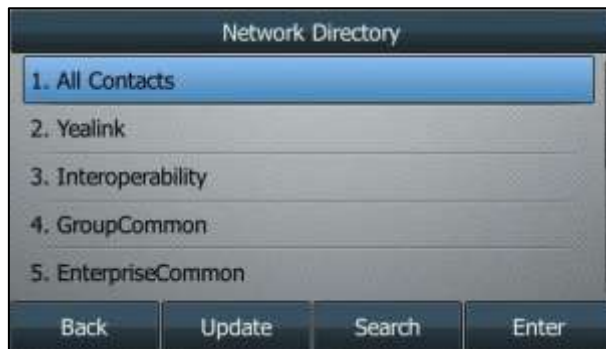 Network Directory
1. All Contacts
2. Yealink
3. Interoperability
4. GroupCommon
5. EnterpriseCommon
Back Update Search Enter